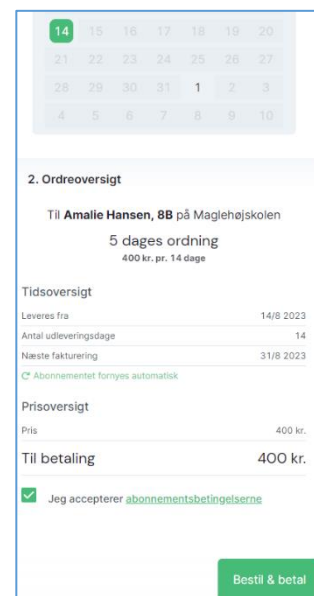 14 15 16 17 18 19 20
21 22 23 24 25 26 27
28 29 30 31 1 2 3
4 5 6 7 8 9 10
2. Ordreoversigt
Til Amalie Hansen, 8B på Maglehøjskolen
5 dages ordning
400 kr. pr. 14 dage
Tidsoversigt
Leveres fra 14/8 2023
Antal udleveringsdage 14
Næste fakturering 31/8 2023
Abonnementet fornyes automatisk
Prisoversigt
Pris 400 kr.
Til betaling 400 kr.
Jeg accepterer abonnementsbetingelserne
Bestil & betal